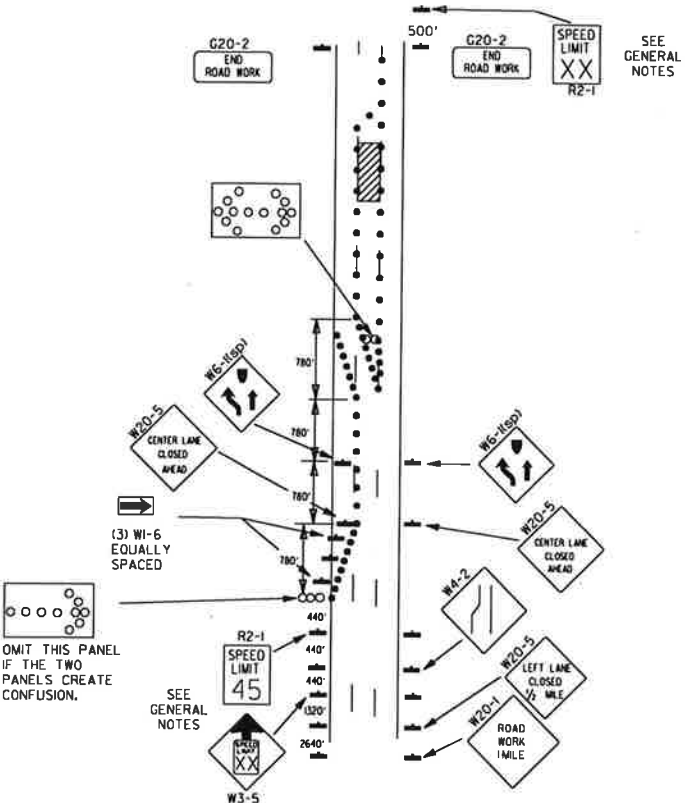 500'
G20-2
END
ROAD WORK
G20-2
END
ROAD WORK
SPEED
LIMIT
XX
R2-1
SEE
GENERAL
NOTES
780'
W6-1(sp)
780'
W20-5
CENTER LANE
CLOSED
AHEAD
780'
W6-1(sp)
(3) W1-6
EQUALLY
SPACED
780'
W20-5
CENTER LANE
CLOSED
AHEAD
W4-2
OMIT THIS PANEL
IF THE TWO
PANELS CREATE
CONFUSION.
440'
R2-1
SPEED
LIMIT
45
440'
440'
1320'
2640'
SEE
GENERAL
NOTES
SPEED
LIMIT
XX
W3-5
W20-5
LEFT LANE
CLOSED
1/2 MILE
W20-1
ROAD
WORK
1MILE